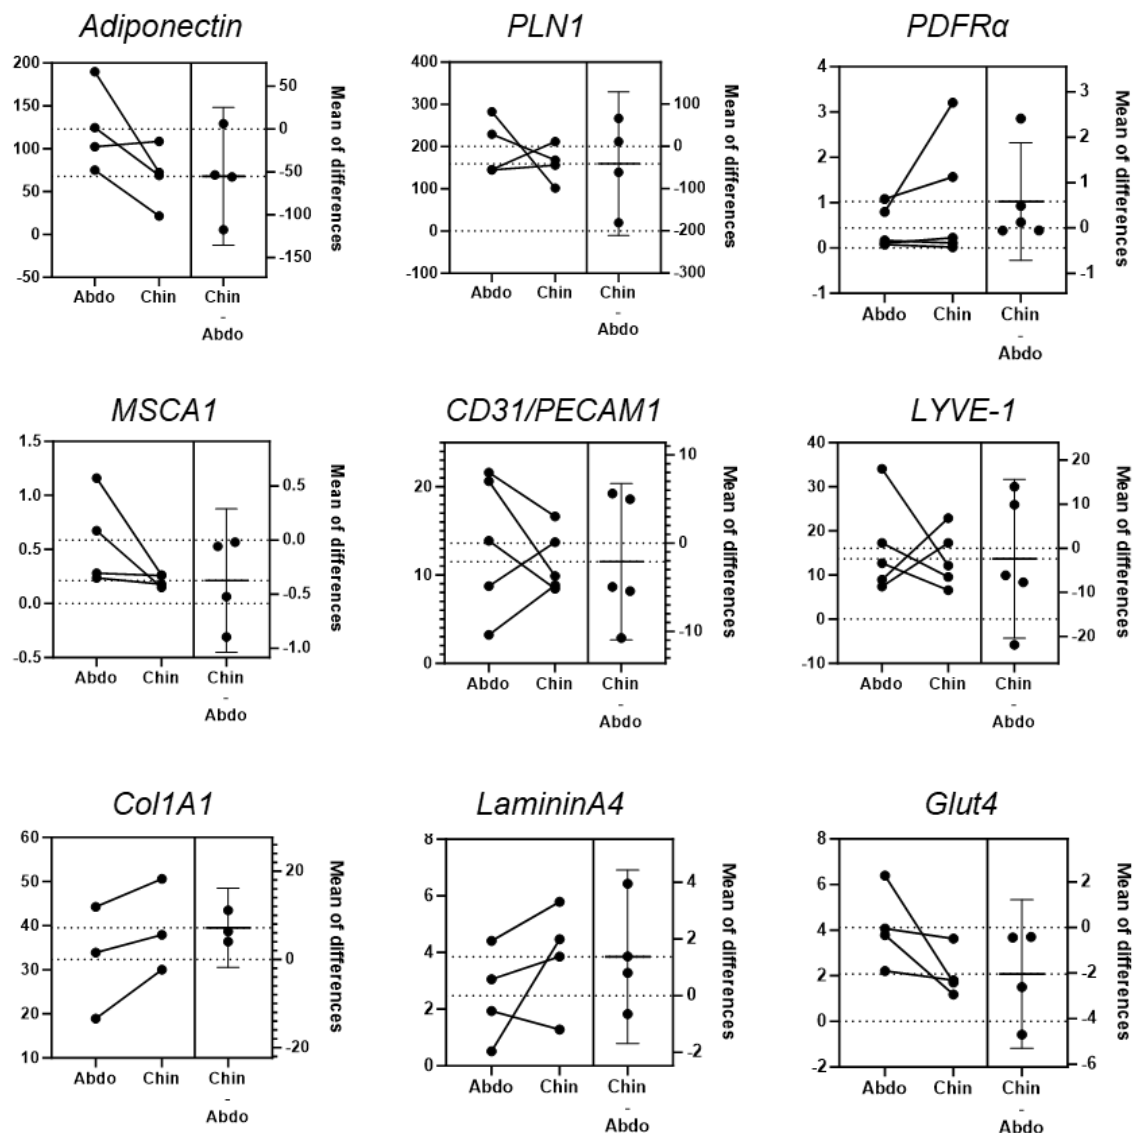 Adiponectin
200
150
100
50
0
-50
50
0
-50
-100
-150
Mean of differences
Abdo
Chin
Chin
-
Abdo
PLN1
400
300
200
100
0
-100
100
0
-100
-200
-300
Mean of differences
Abdo
Chin
Chin
-
Abdo
PDFRα
4
3
2
1
0
-1
3
2
1
0
-1
Mean of differences
Abdo
Chin
Chin
-
Abdo
MSCA1
1.5
1.0
0.5
0.0
-0.5
0.5
0.0
-0.5
-1.0
Mean of differences
Abdo
Chin
Chin
-
Abdo
CD31/PECAM1
20
10
0
10
0
-10
Mean of differences
Abdo
Chin
Chin
-
Abdo
LYVE-1
40
30
20
10
0
-10
20
10
0
-10
-20
Mean of differences
Abdo
Chin
Chin
-
Abdo
Col1A1
60
50
40
30
20
10
20
0
-20
Mean of differences
Abdo
Chin
Chin
-
Abdo
LamininA4
8
6
4
2
0
4
2
0
-2
Mean of differences
Abdo
Chin
Chin
-
Abdo
Glut4
8
6
4
2
0
-2
2
0
-2
-4
-6
Mean of differences
Abdo
Chin
Chin
-
Abdo